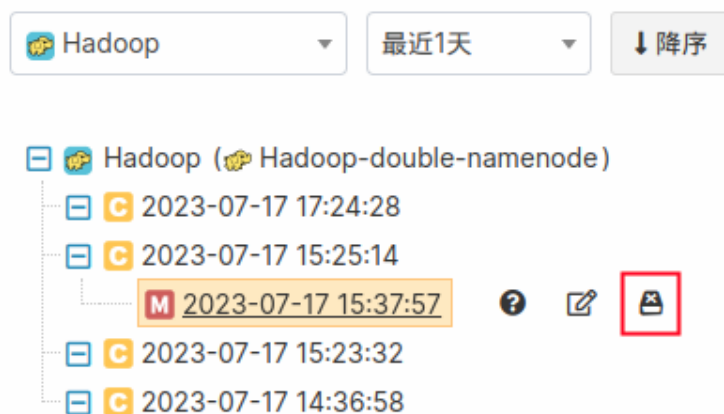 Hadoop 最近1天 降序
Hadoop (Hadoop-double-namenode)
C 2023-07-17 17:24:28
C 2023-07-17 15:25:14
M 2023-07-17 15:37:57
C 2023-07-17 15:23:32
C 2023-07-17 14:36:58